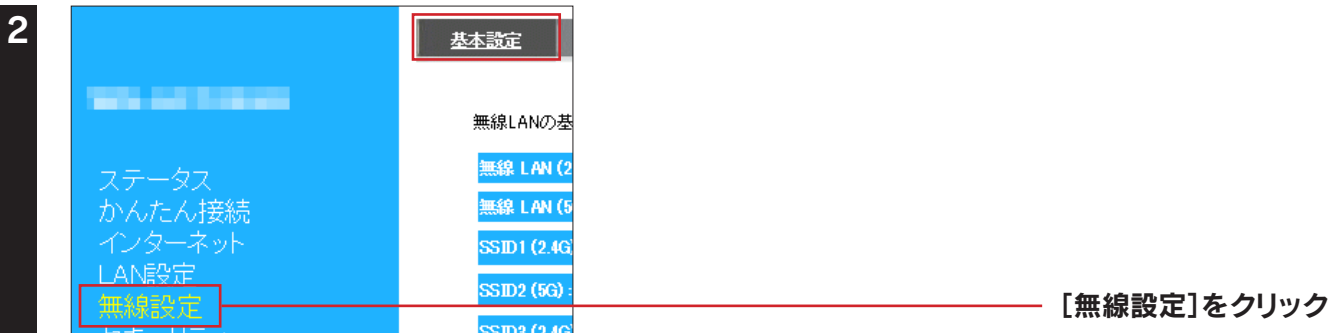 2
基本設定
無線LANの基
ステータス
かんたん接続
インターネット
LAN設定
無線設定
無線 LAN (2
無線 LAN (5
SSID1 (2.4G)
SSID2 (5G) :
SSID3 (2.4G)
[無線設定]をクリック